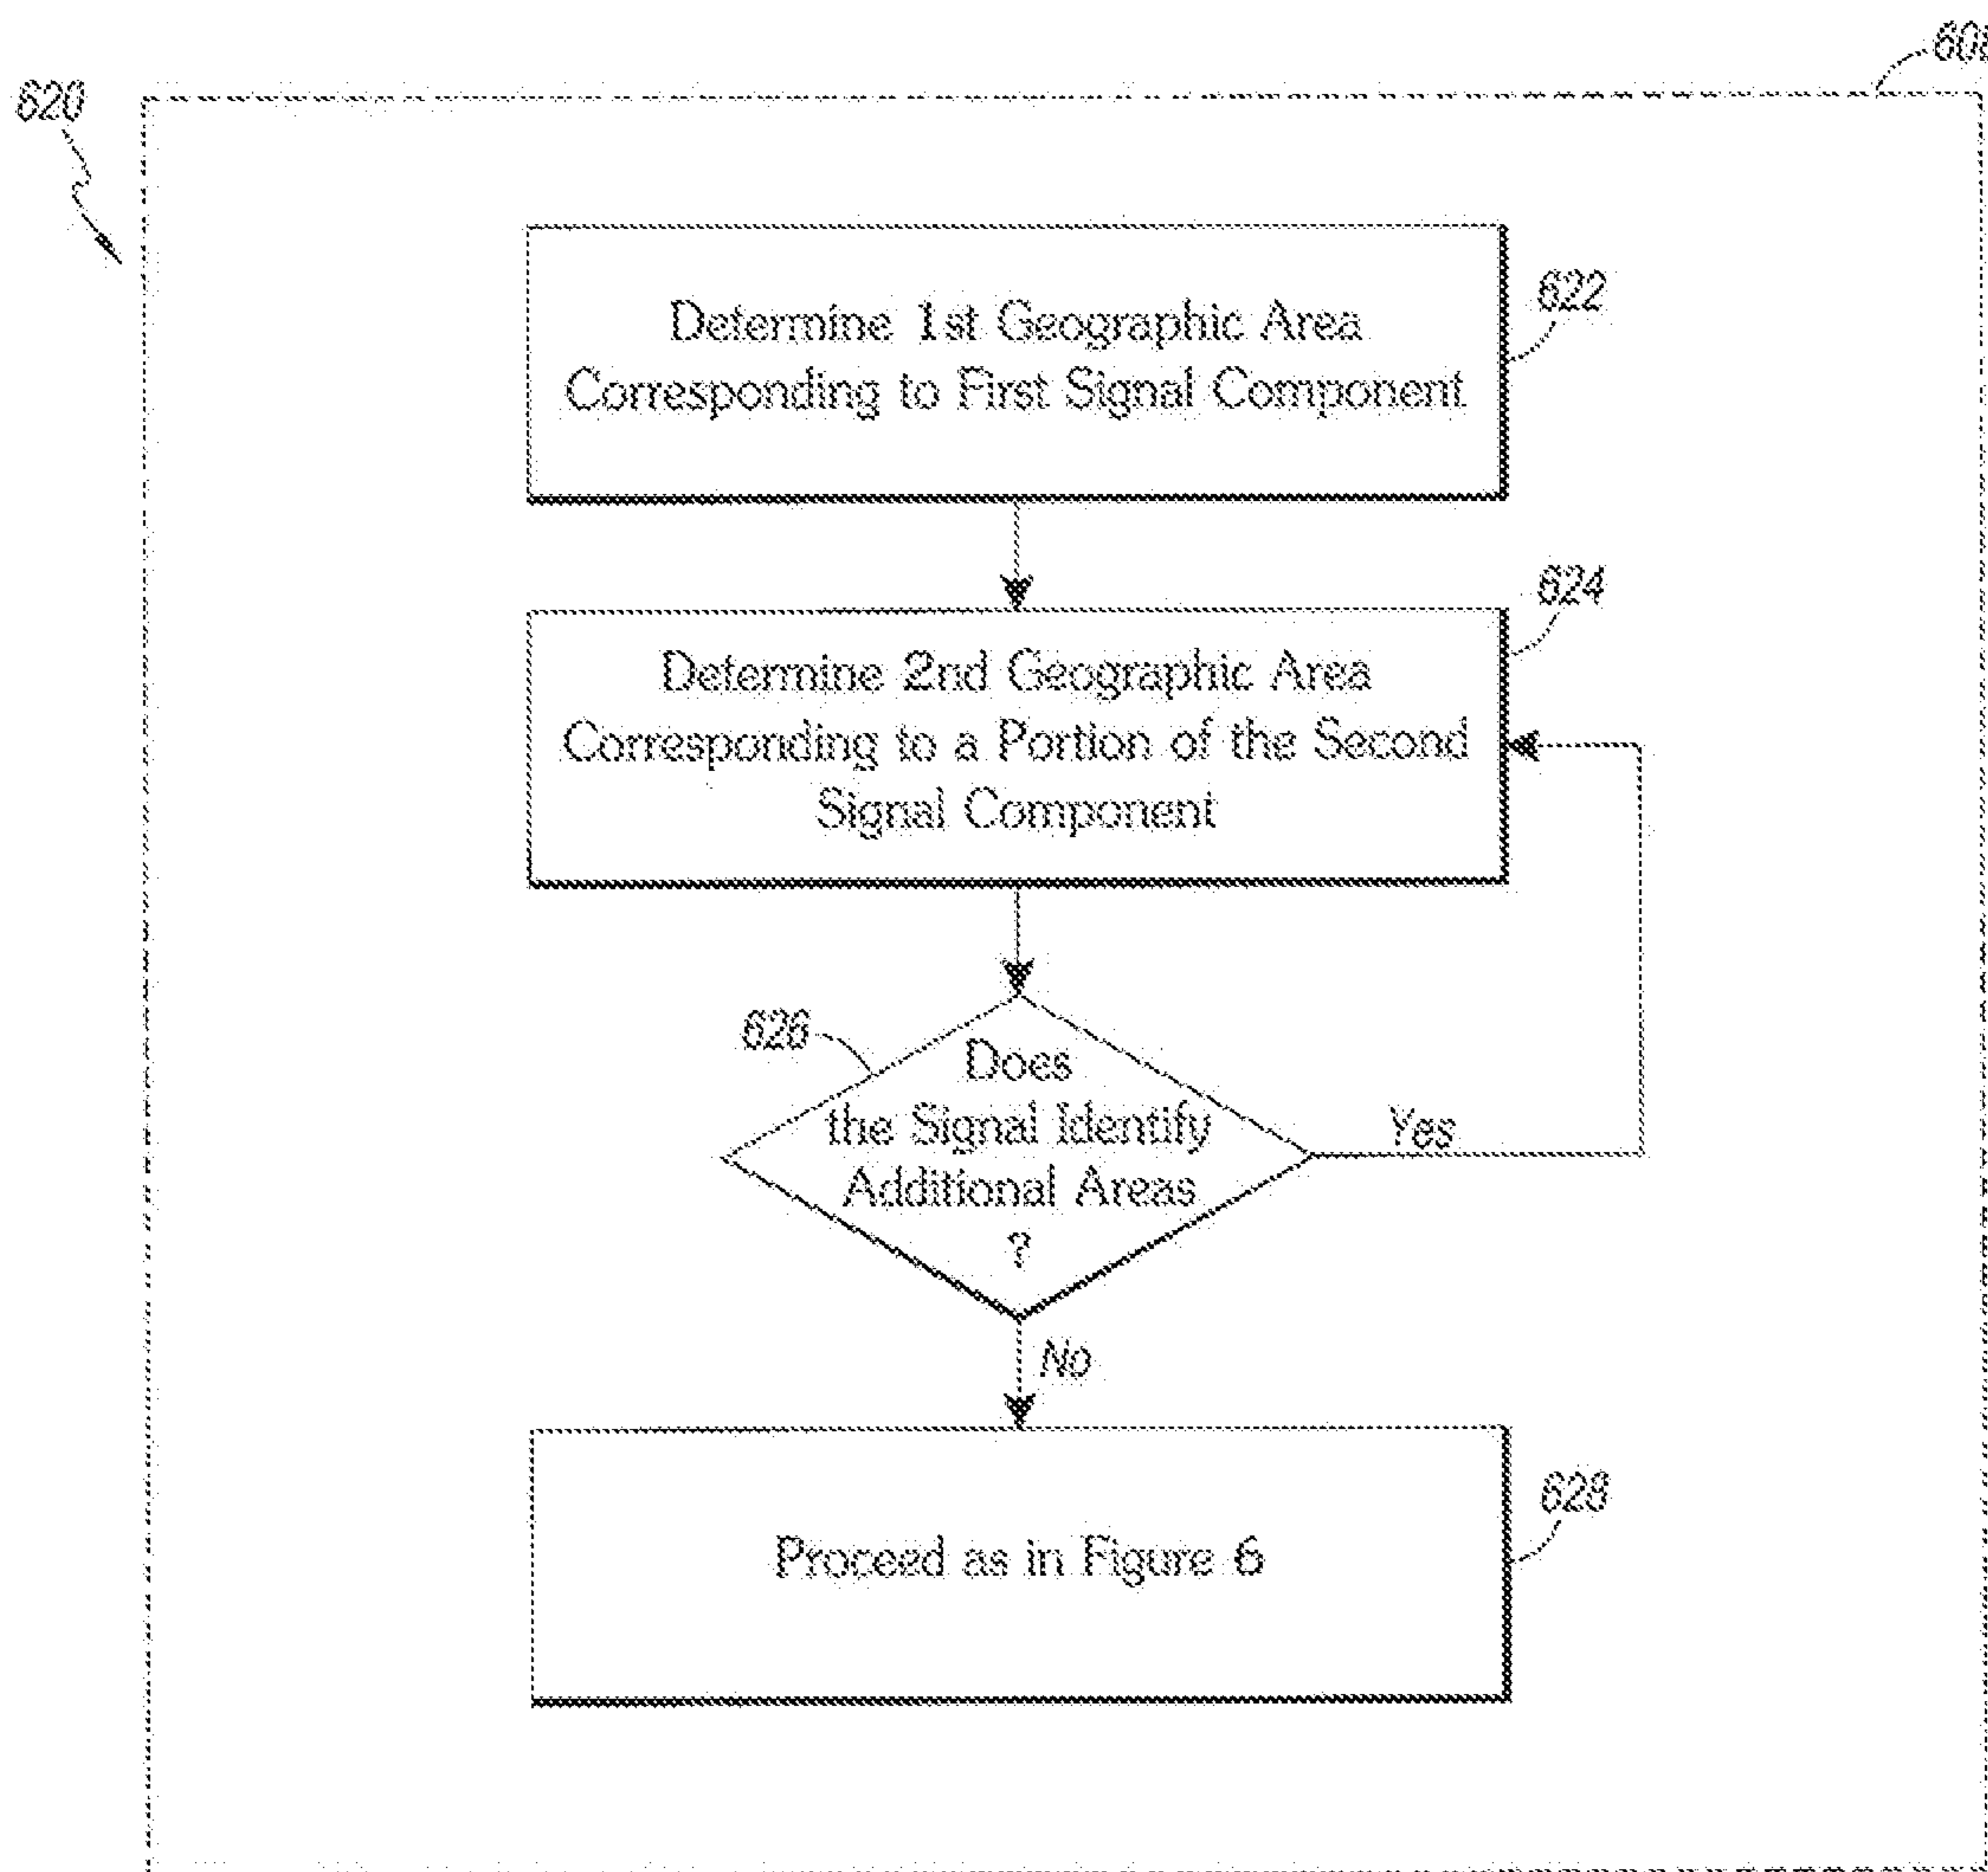 620
622
Determine 1st Geographic Area
Corresponding to First Signal Component
624
Determine 2nd Geographic Area
Corresponding to a Portion of the Second
Signal Component
626
Does
the Signal Identify
Additional Areas
?
Yes
No
628
Proceed as in Figure 6